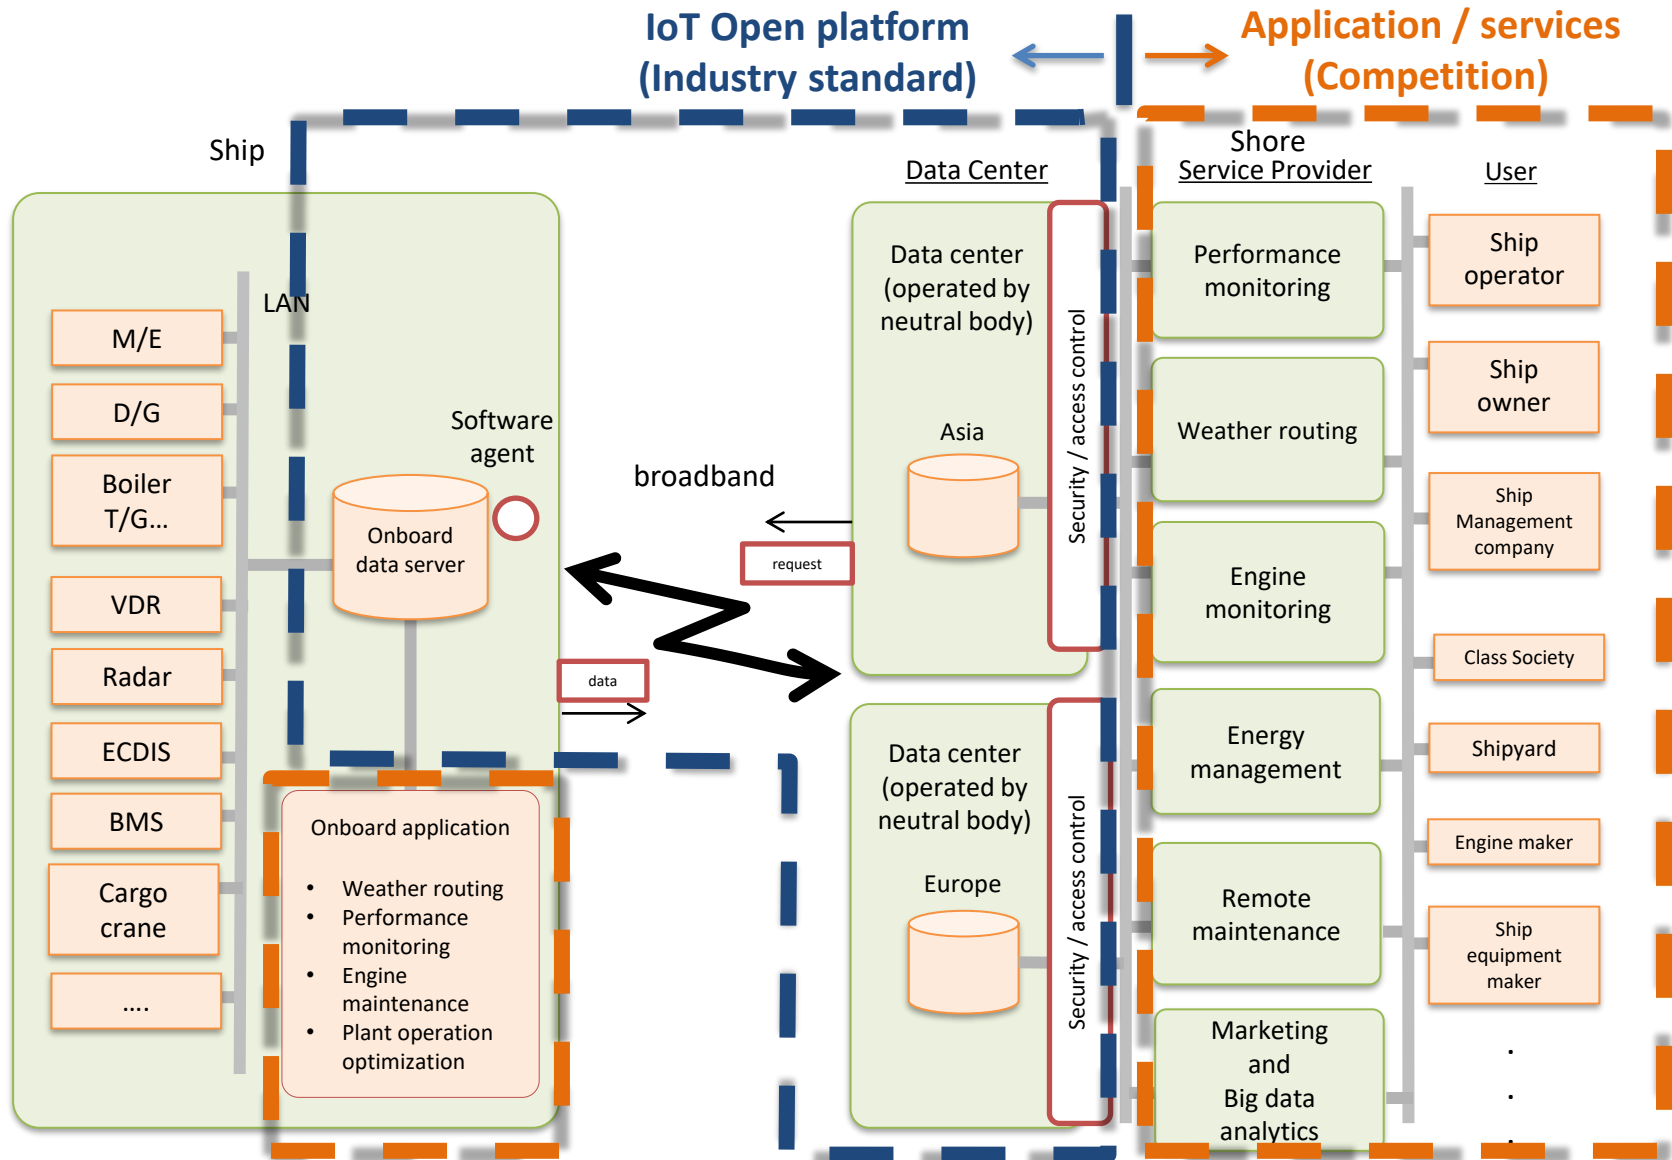 IoT Open platform
(Industry standard)
Application / services
(Competition)
Ship
LAN
M/E
D/G
Boiler
T/G...
VDR
Radar
ECDIS
BMS
Cargo
crane
....
Software
agent
Onboard
data server
Onboard application
• Weather routing
• Performance
monitoring
• Engine
maintenance
• Plant operation
optimization
broadband
request
data
Data Center
Data center
(operated by
neutral body)
Asia
Security / access control
Data center
(operated by
neutral body)
Europe
Security / access control
Shore
Service Provider
Performance
monitoring
Weather routing
Engine
monitoring
Energy
management
Remote
maintenance
Marketing
and
Big data
analytics
User
Ship
operator
Ship
owner
Ship
Management
company
Class Society
Shipyard
Engine maker
Ship
equipment
maker
.
.
.